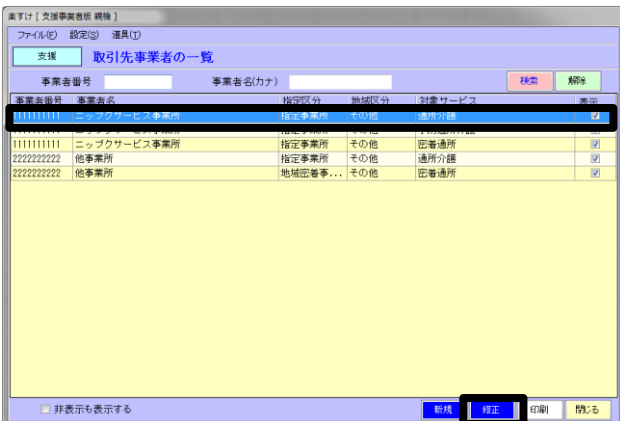 楽すけ [ 支援事業者版 親機 ]
ファイル(F) 設定(S) 道具(T)
支援 取引先事業者の一覧
事業者番号 事業者名(カナ) 検索 解除
事業者番号 事業者名 指定区分 地域区分 対象サービス 表示
1111111111 ニップクサービス事業所 指定事業所 その他 通所介護
1111111111 ニップクサービス事業所 指定事業所 その他 密着通所
2222222222 他事業所 指定事業所 その他 通所介護
2222222222 他事業所 地域密着事... その他 密着通所
非表示も表示する 新規 修正 印刷 閉じる